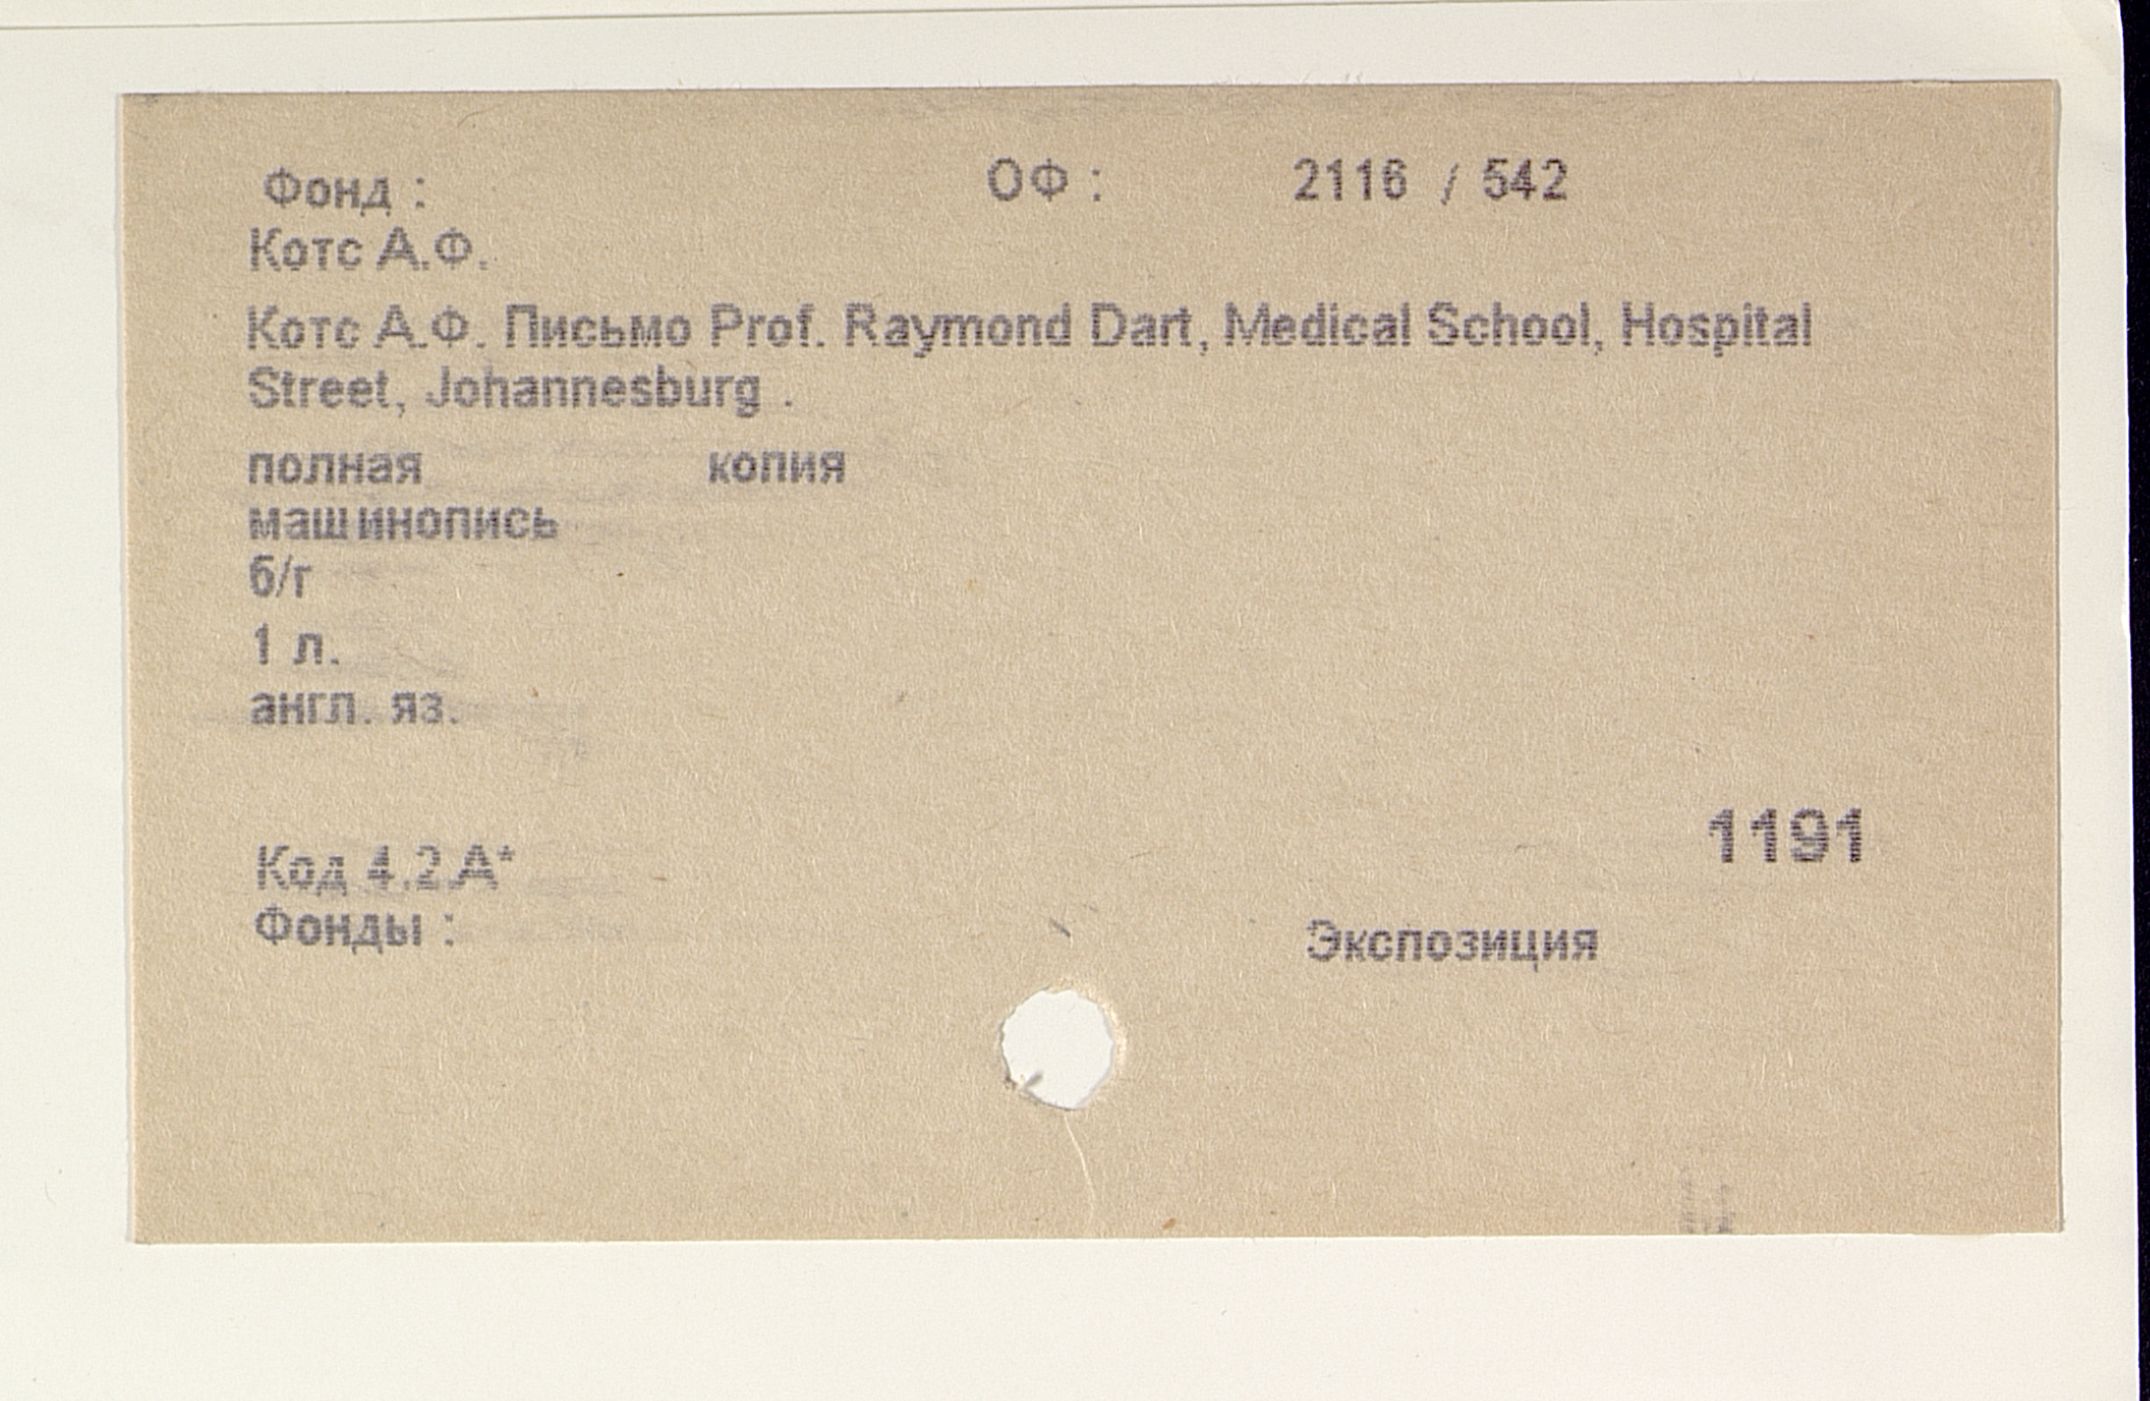 Фонд : ОФ : 2116 / 542
Котс А.Ф.
Котс А.Ф. Письмо Prof. Raymond Dart, Medical School, Hospital
Street, Johannesburg .
полная копия
машинопись
б/г
1 л.
англ. яз.
1191
Код 4.2.А*
Фонды : Экспозиция